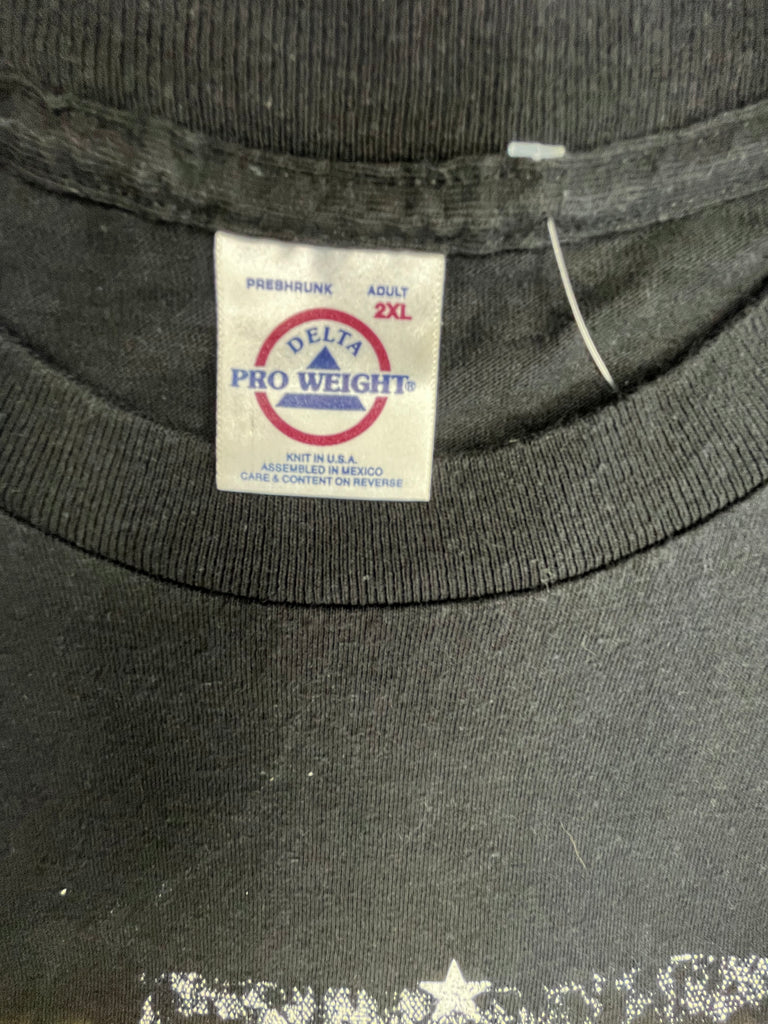 PRESHRUNK ADULT
2XL
DELTA
PRO WEIGHT®
KNIT IN U.S.A.
ASSEMBLED IN MEXICO
CARE & CONTENT ON REVERSE